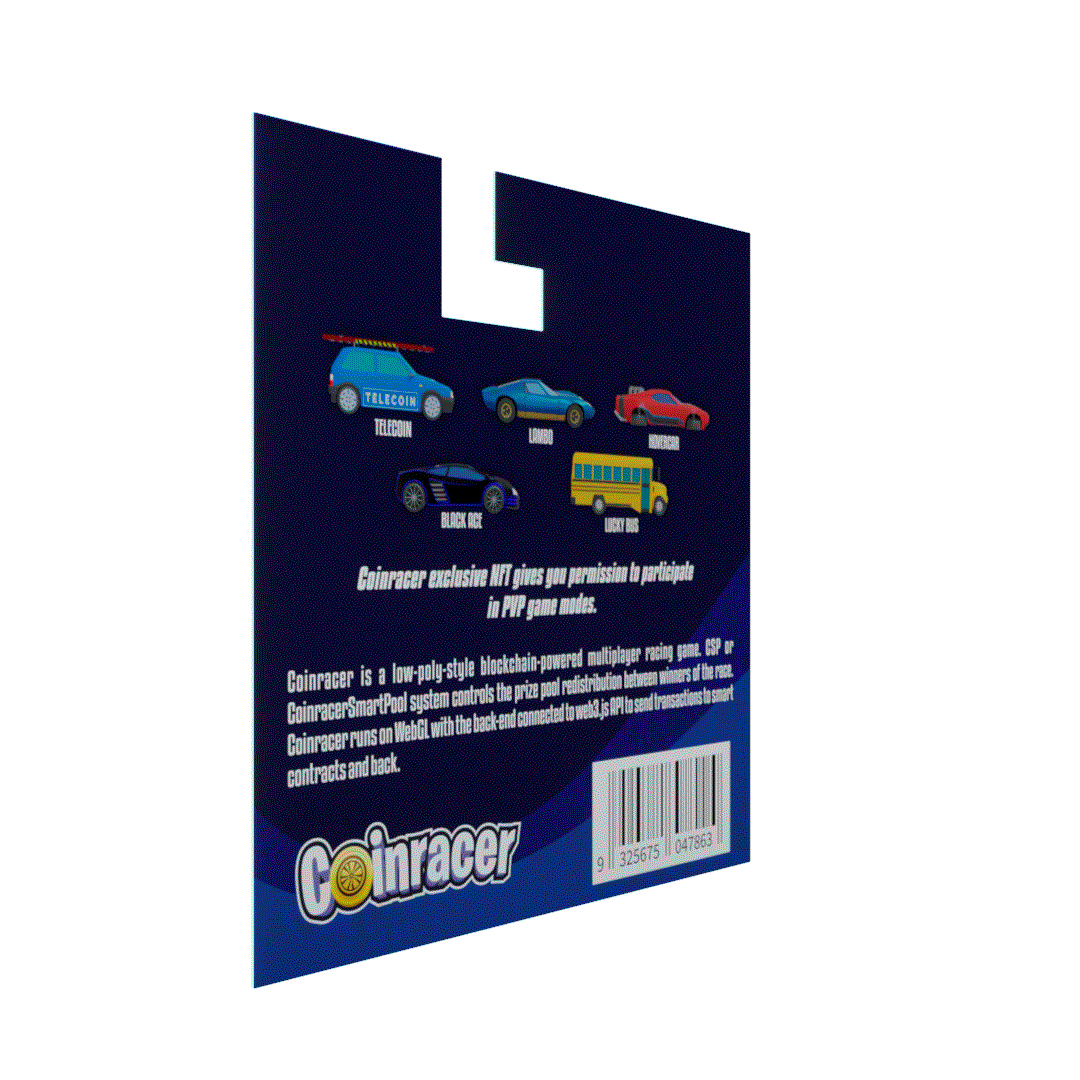 TELECOIN
TELECOIN
LAMBO
HOVERCAR
BLACK ACE
LUCKY BUS
Coinracer exclusive NFT gives you permission to participate
in PVP game modes.
Coinracer is a low-poly-style blockchain-powered multiplayer racing game. CSP or
CoinracerSmartPool system controls the prize pool redistribution between winners of the race.
Coinracer runs on WebGL with the back-end connected to web3.js API to send transactions to smart
contracts and back.
Coinracer
9 325675 047863